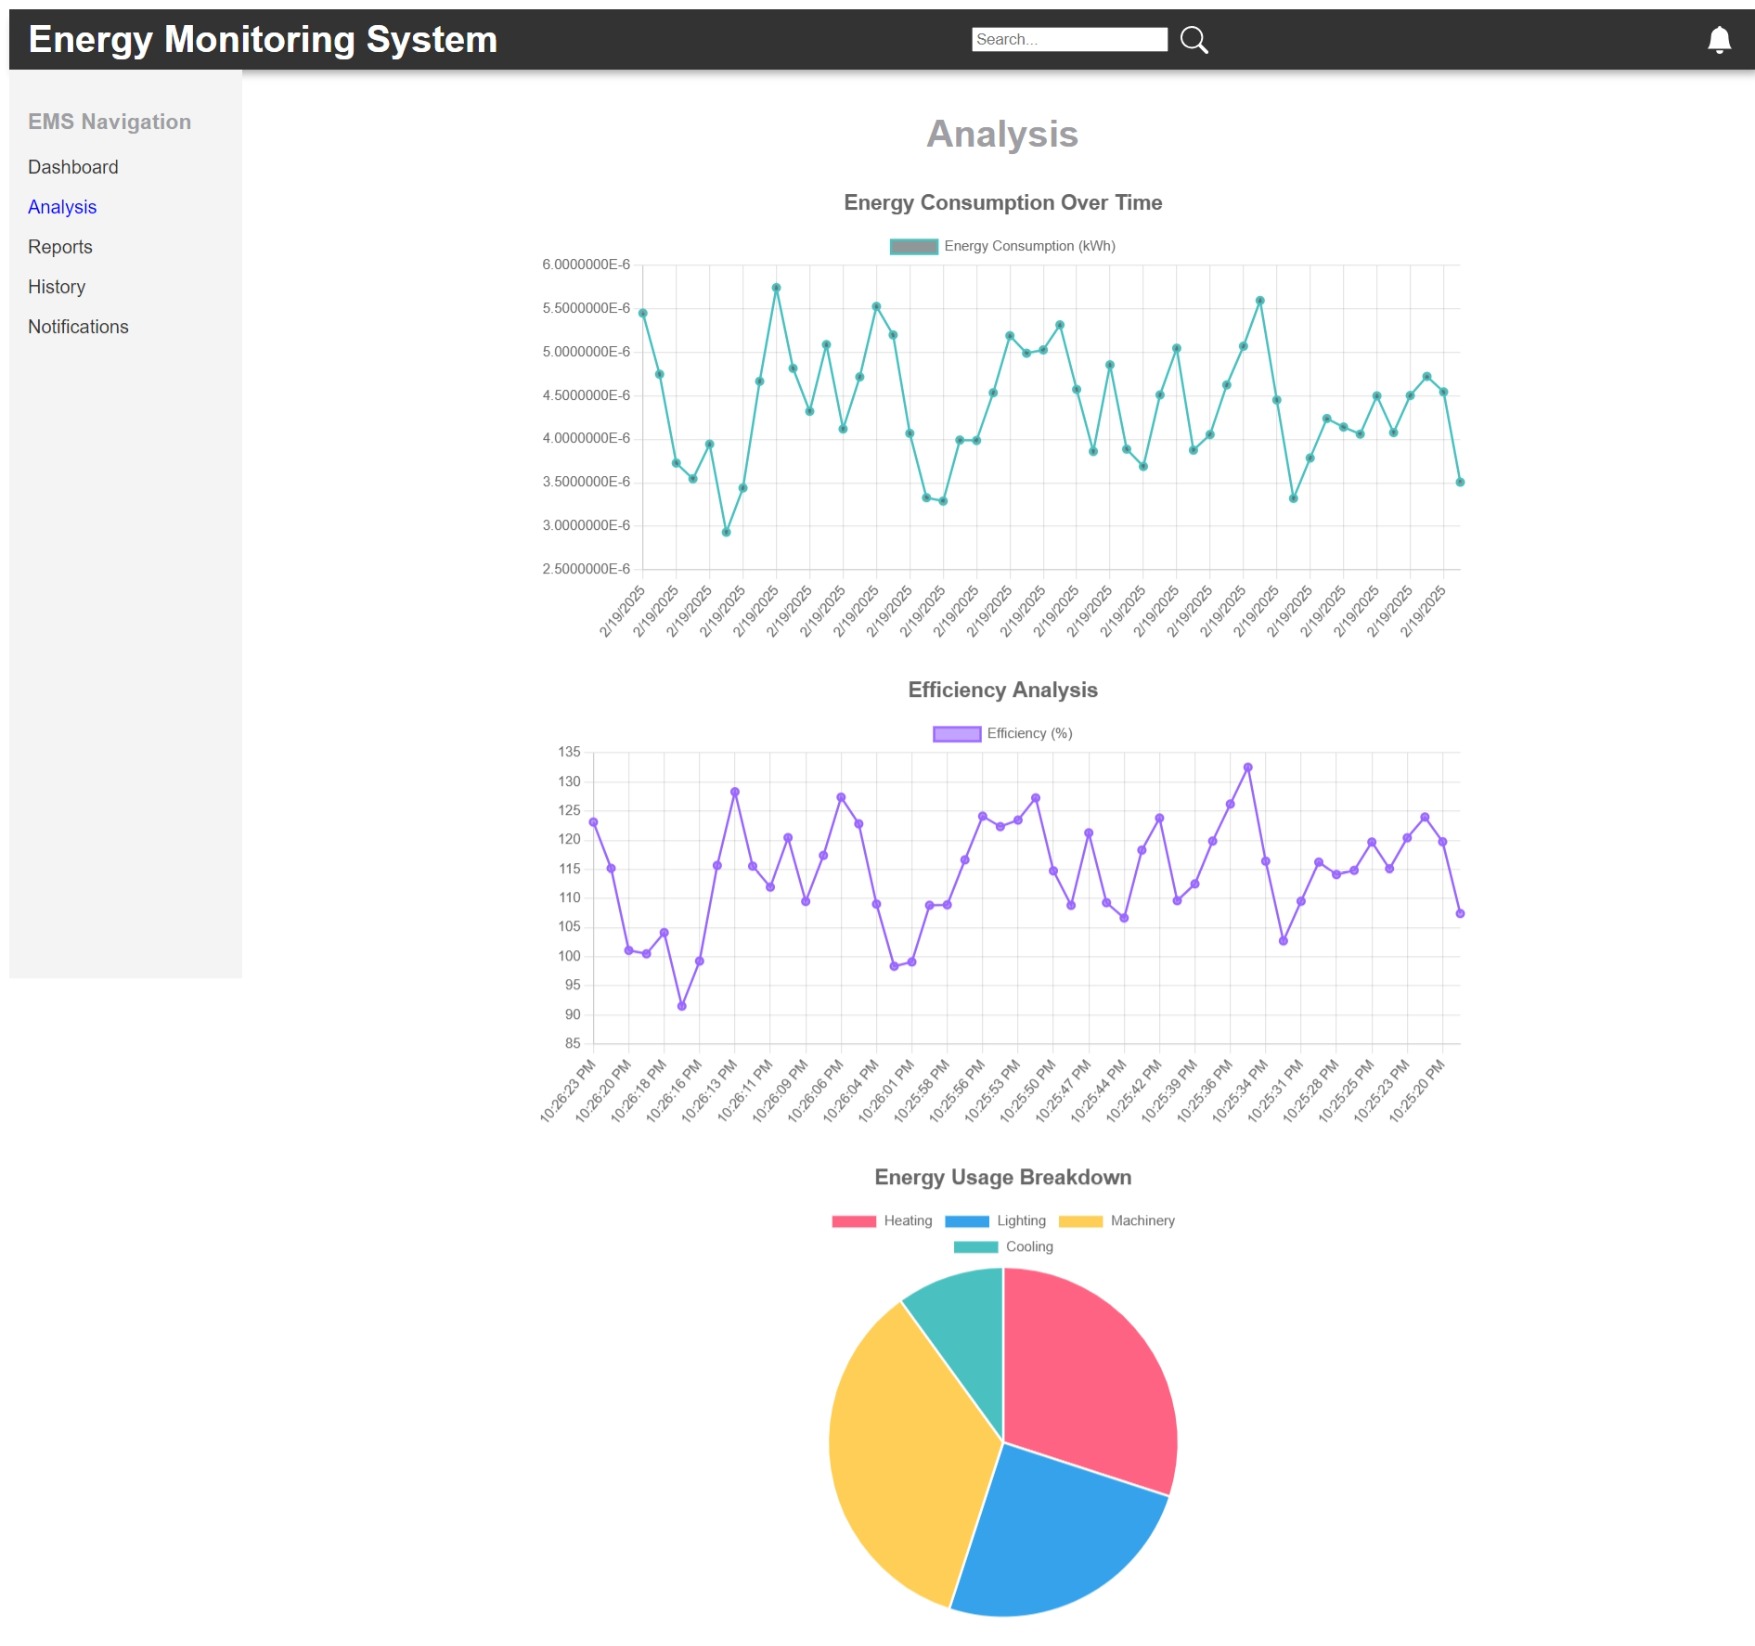 Energy Monitoring System
Search...
EMS Navigation
Dashboard
Analysis
Reports
History
Notifications
Analysis
Energy Consumption Over Time
Energy Consumption (kWh)
6.0000000E-6
5.5000000E-6
5.0000000E-6
4.5000000E-6
4.0000000E-6
3.5000000E-6
3.0000000E-6
2.5000000E-6
2/19/2025 2/19/2025 2/19/2025 2/19/2025 2/19/2025 2/19/2025 2/19/2025 2/19/2025 2/19/2025 2/19/2025 2/19/2025 2/19/2025 2/19/2025 2/19/2025 2/19/2025 2/19/2025 2/19/2025 2/19/2025 2/19/2025 2/19/2025 2/19/2025 2/19/2025 2/19/2025 2/19/2025 2/19/2025
Efficiency Analysis
Efficiency (%)
135
130
125
120
115
110
105
100
95
90
85
10:26:23 PM 10:26:20 PM 10:26:18 PM 10:26:16 PM 10:26:13 PM 10:26:11 PM 10:26:09 PM 10:26:06 PM 10:26:04 PM 10:26:01 PM 10:25:58 PM 10:25:56 PM 10:25:53 PM 10:25:50 PM 10:25:47 PM 10:25:44 PM 10:25:42 PM 10:25:39 PM 10:25:36 PM 10:25:34 PM 10:25:31 PM 10:25:28 PM 10:25:25 PM 10:25:23 PM 10:25:20 PM
Energy Usage Breakdown
Heating Lighting Machinery
Cooling